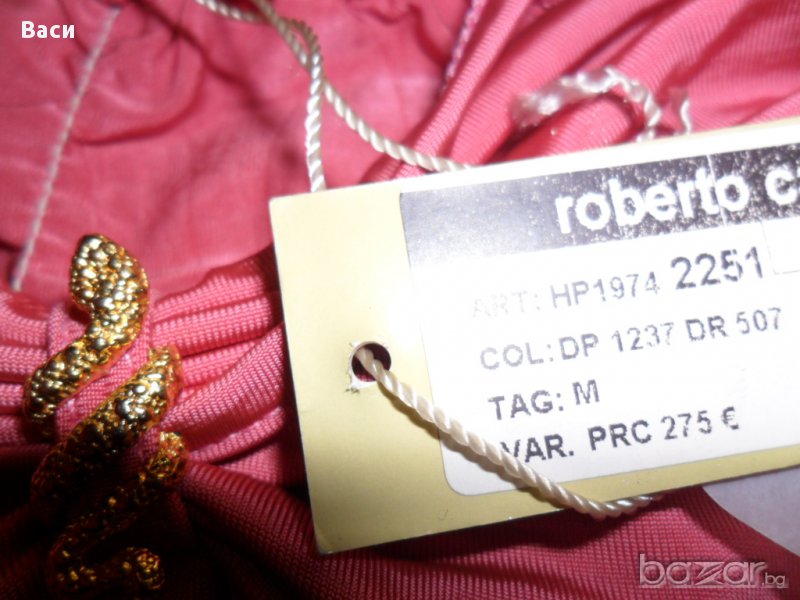 Васи
roberto
ART: HP1974 2251
COL: DP 1237 DR 507
TAG: M
VAR. PRC 275 €
bazar.bg